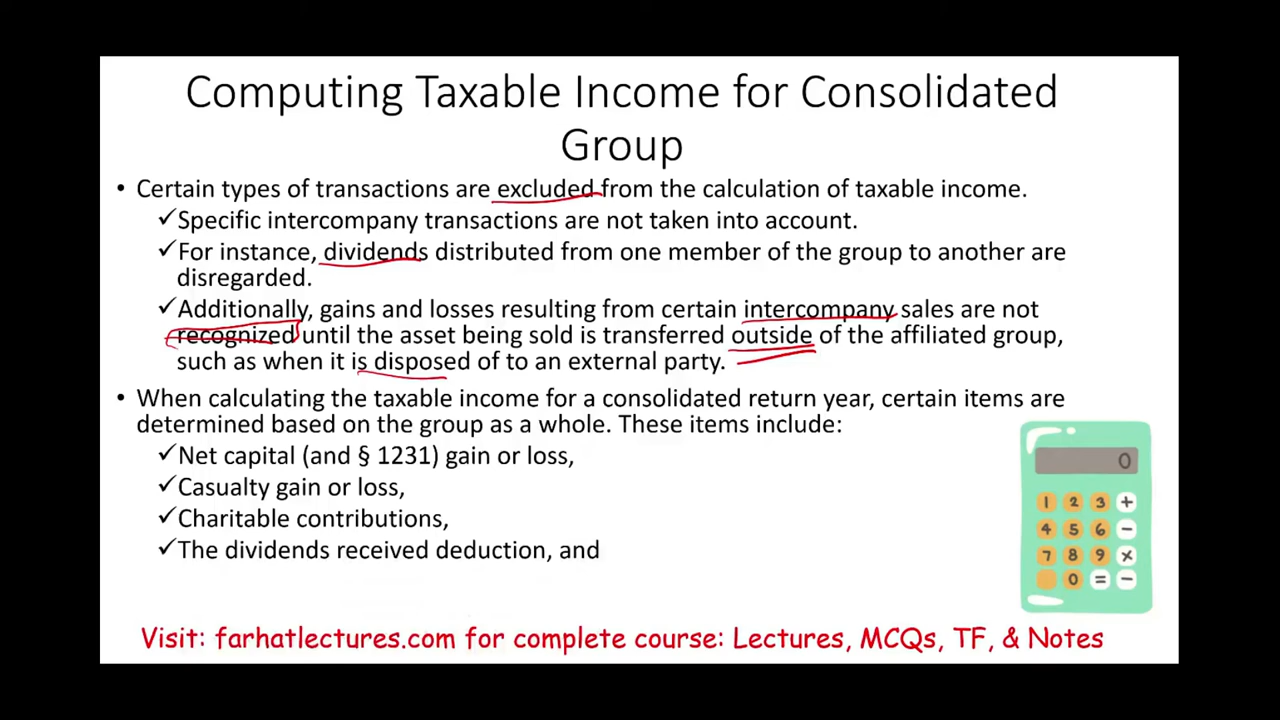 Computing Taxable Income for Consolidated
Group
• Certain types of transactions are excluded from the calculation of taxable income.
✓Specific intercompany transactions are not taken into account.
✓For instance, dividends distributed from one member of the group to another are
disregarded.
✓Additionally, gains and losses resulting from certain intercompany sales are not
recognized until the asset being sold is transferred outside of the affiliated group,
such as when it is disposed of to an external party.
• When calculating the taxable income for a consolidated return year, certain items are
determined based on the group as a whole. These items include:
✓Net capital (and § 1231) gain or loss,
✓Casualty gain or loss,
✓Charitable contributions,
✓The dividends received deduction, and
0
1 2 3 +
4 5 6 −
7 8 9 ×
0 = −
Visit: farhatlectures.com for complete course: Lectures, MCQs, TF, & Notes